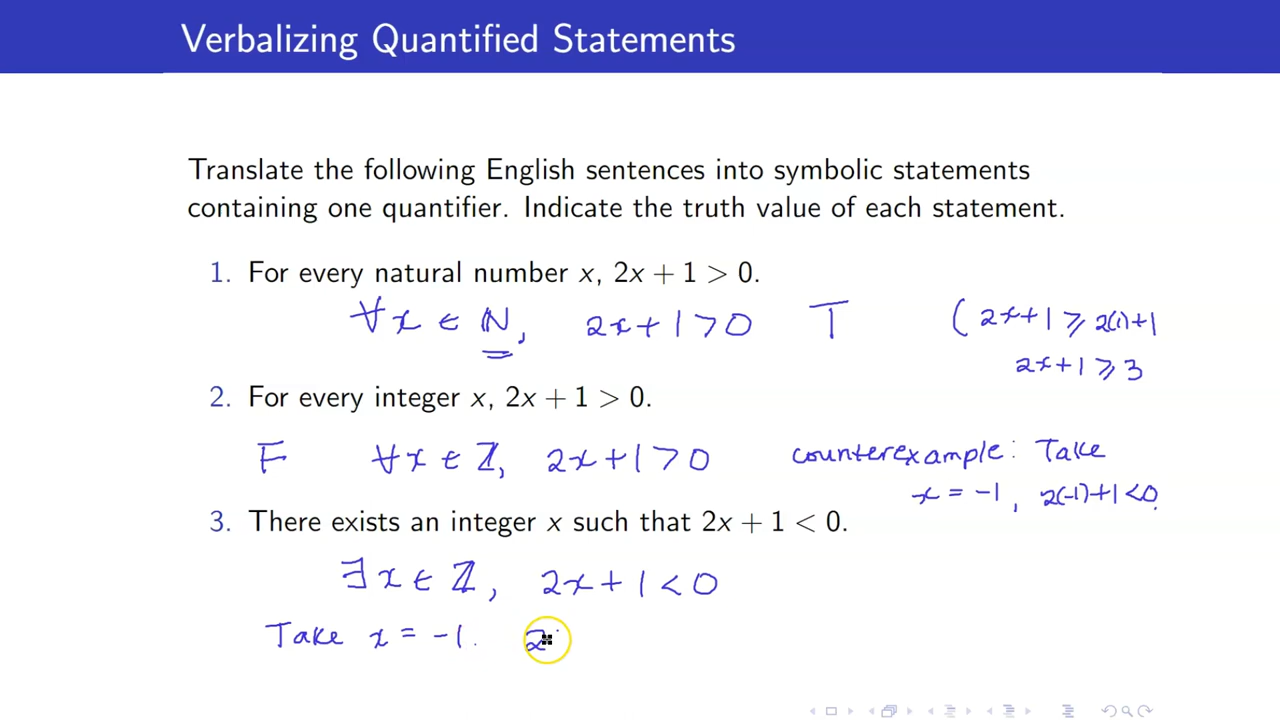 Verbalizing Quantified Statements
Translate the following English sentences into symbolic statements
containing one quantifier. Indicate the truth value of each statement.
1. For every natural number x, 2x + 1 > 0.
∀x ∈ ℕ, 2x+1>0 T (2x+1 ⩾ 2(1)+1
2x+1 ⩾ 3
2. For every integer x, 2x + 1 > 0.
F ∀x ∈ ℤ, 2x+1>0 counterexample: Take
x = -1, 2(-1)+1<0.
3. There exists an integer x such that 2x + 1 < 0.
∃x ∈ ℤ, 2x+1<0
Take x = -1. 2